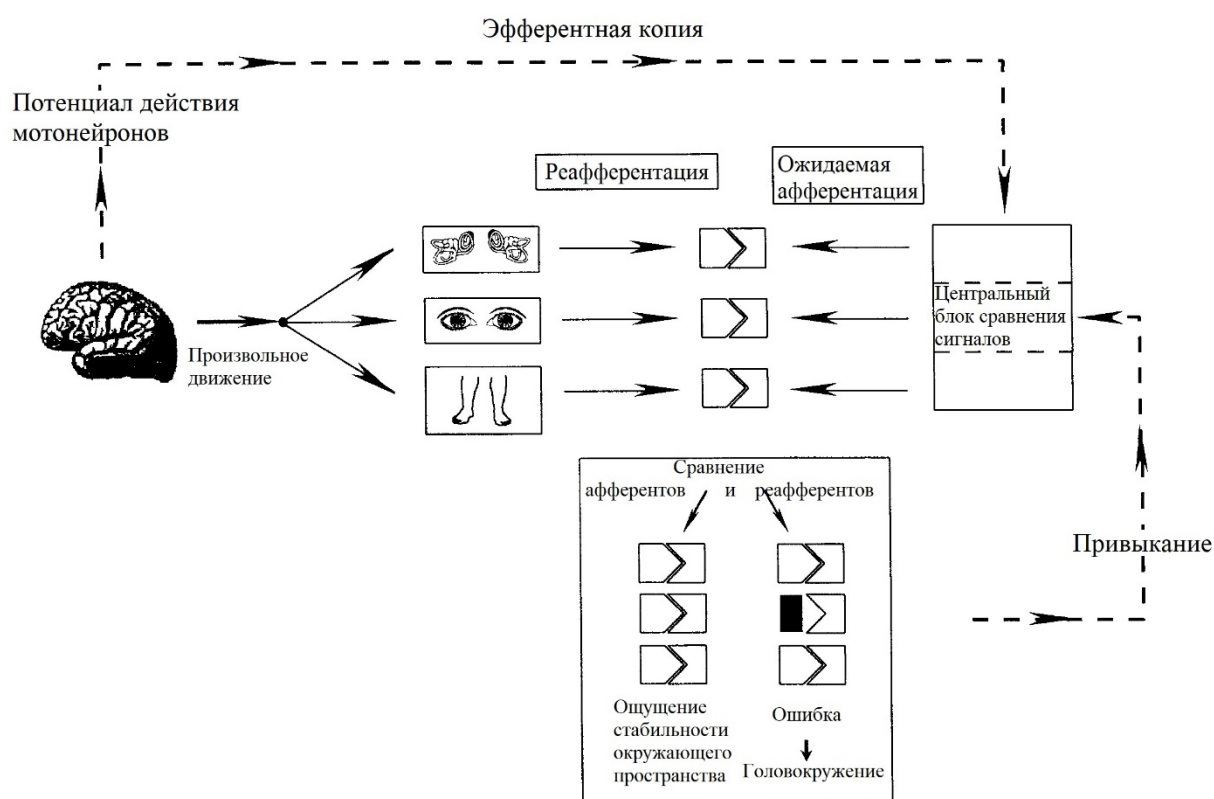 Эфферентная копия
Потенциал действия
мотонейронов
Реафферентация
Ожидаемая
афферентация
Произвольное
движение
Центральный
блок сравнения
сигналов
Сравнение
афферентов и реафферентов
Привыкание
Ощущение
стабильности
окружающего
пространства
Ошибка
Головокружение